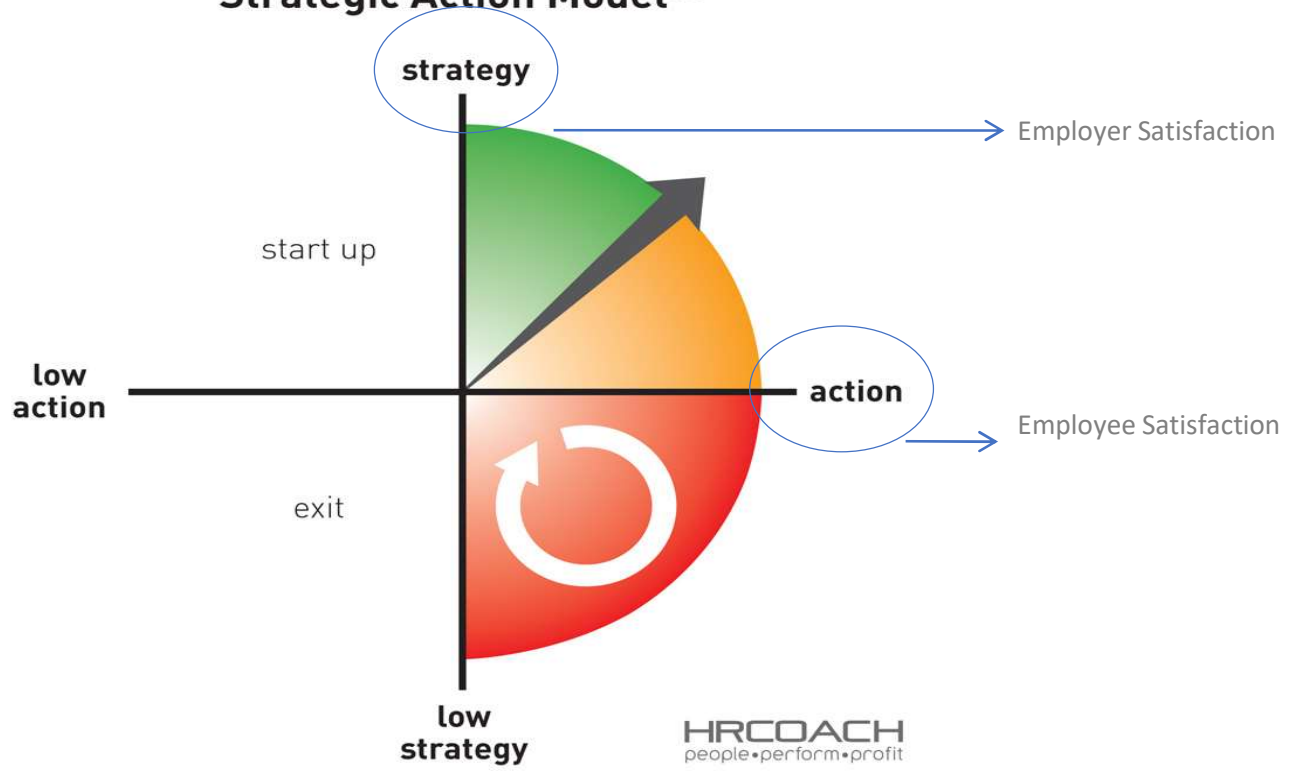 Strategic Action Model
strategy
Employer Satisfaction
start up
low
action
action
Employee Satisfaction
exit
low
strategy
HRCOACH
people•perform•profit